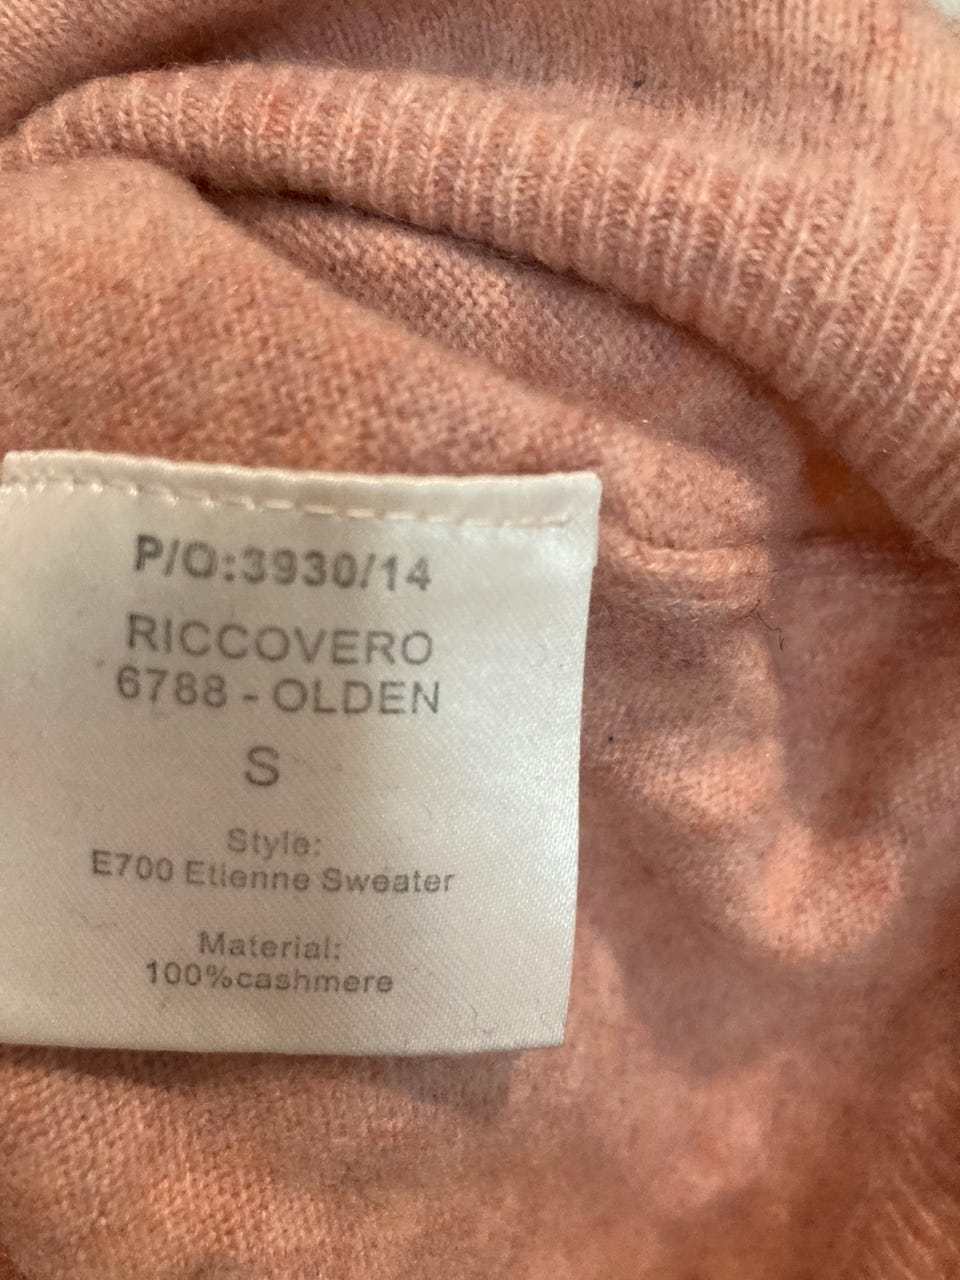 P/O:3930/14
RICCOVERO
6788 - OLDEN
S
Style:
E700 Etienne Sweater
Material:
100%cashmere